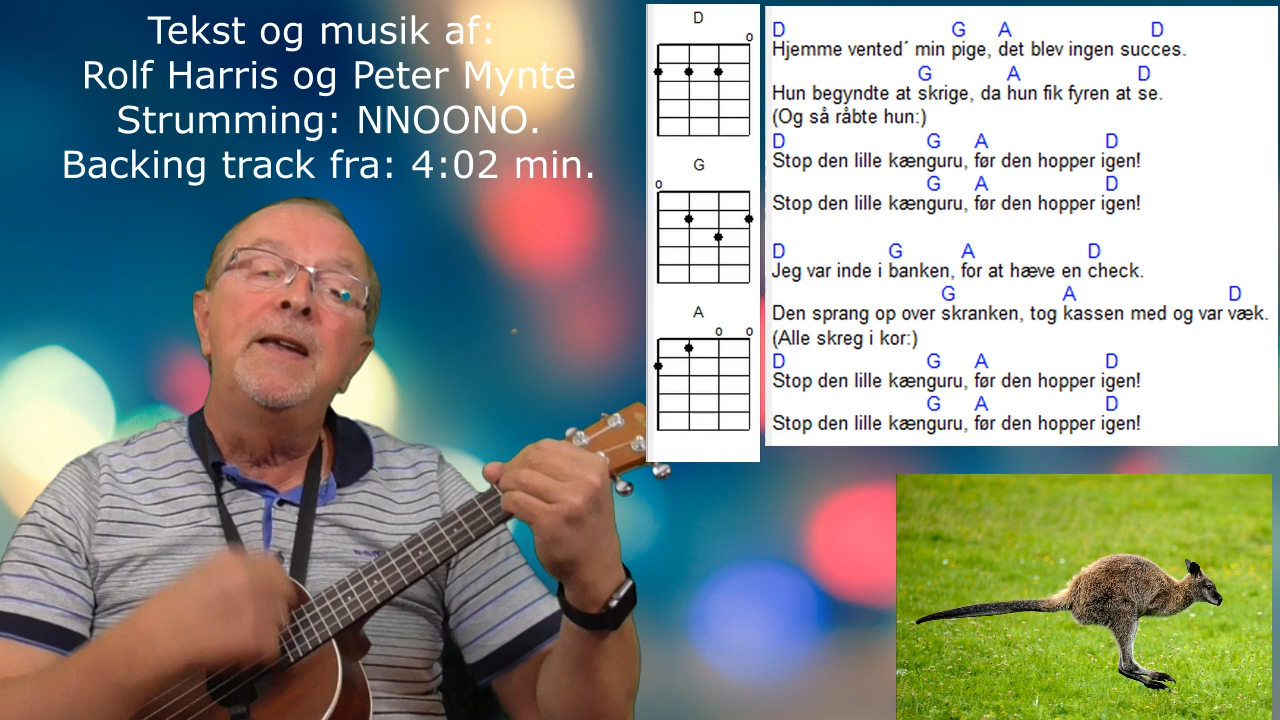 Tekst og musik af:
Rolf Harris og Peter Mynte
Strumming: NNOONO.
Backing track fra: 4:02 min.
D
o
G
o
A
o o
D G A D
Hjemme vented´ min pige, det blev ingen succes.
G A D
Hun begyndte at skrige, da hun fik fyren at se.
(Og så råbte hun:)
D G A D
Stop den lille kænguru, før den hopper igen!
G A D
Stop den lille kænguru, før den hopper igen!
D G A D
Jeg var inde i banken, for at hæve en check.
G A D
Den sprang op over skranken, tog kassen med og var væk.
(Alle skreg i kor:)
D G A D
Stop den lille kænguru, før den hopper igen!
G A D
Stop den lille kænguru, før den hopper igen!